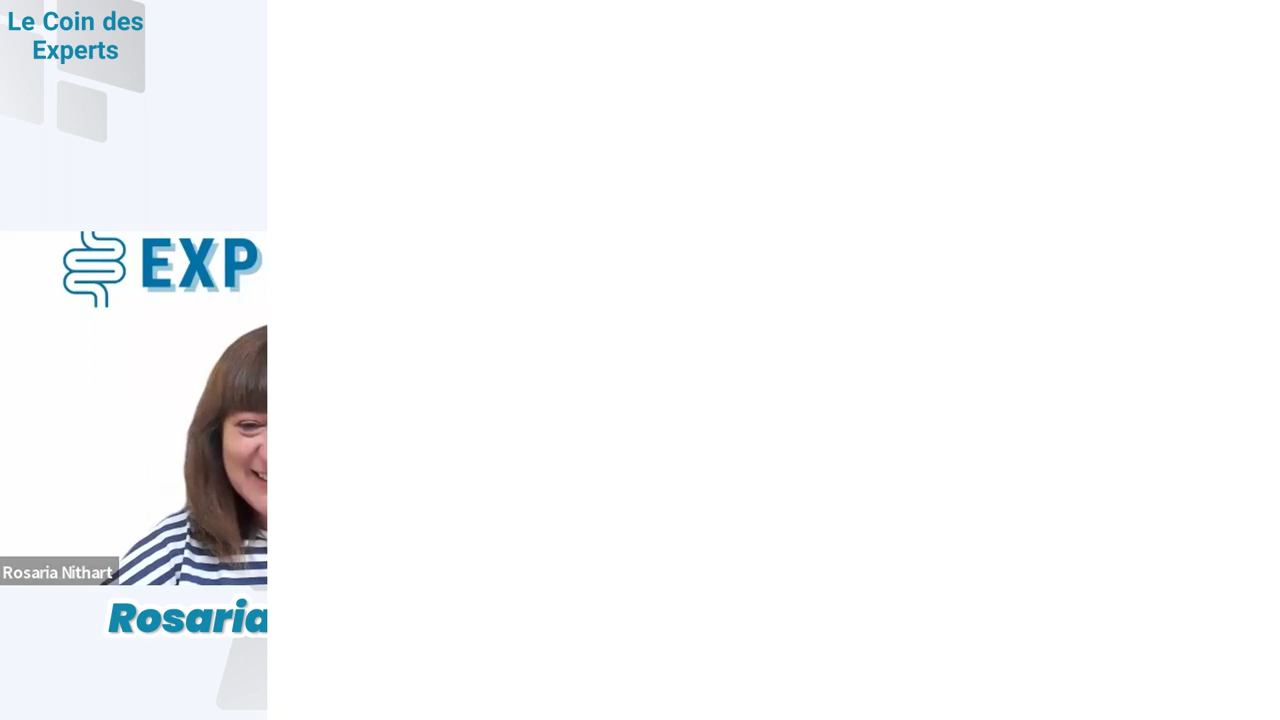 Le Coin des
Experts
EXP
Rosaria Nithart
Rosaria